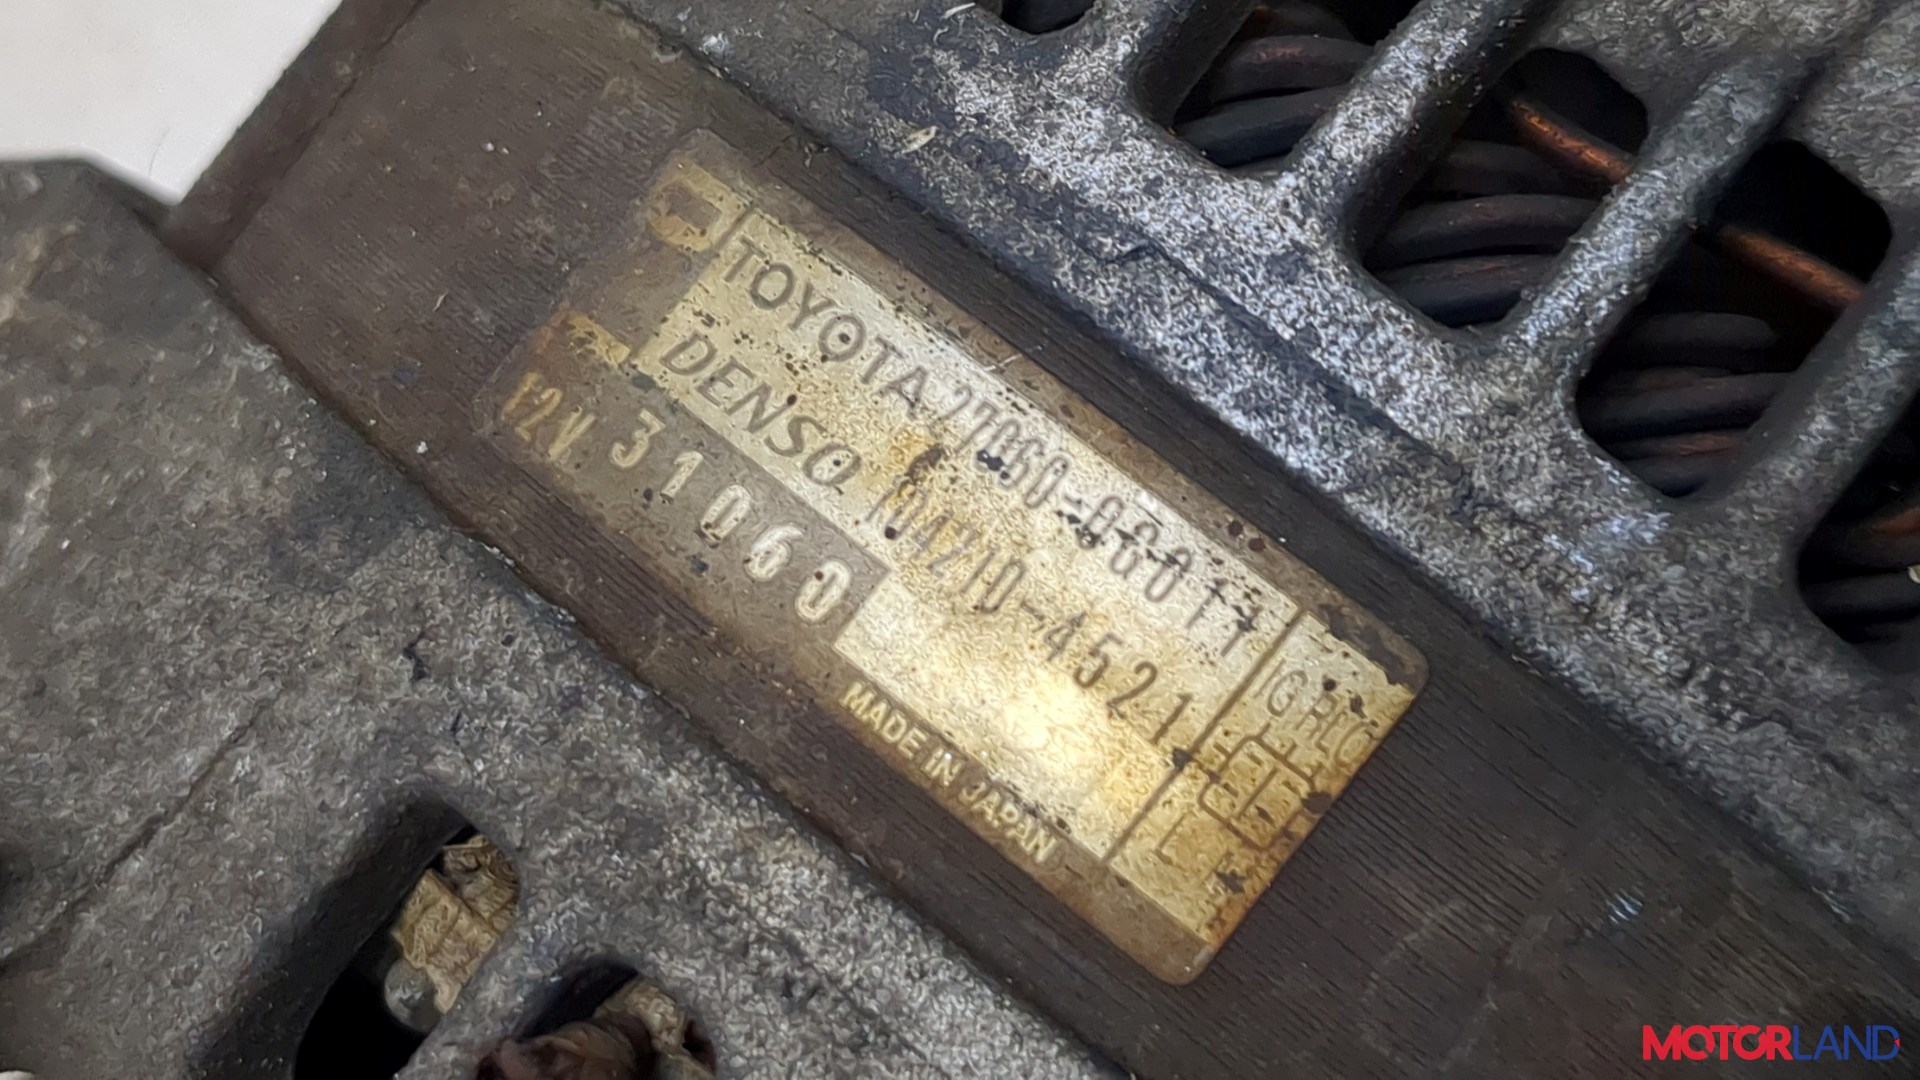 TOYOTA 27060-0G011
DENSO 104210-4521
12V 31060
MADE IN JAPAN
IG
L
MOTORLAND